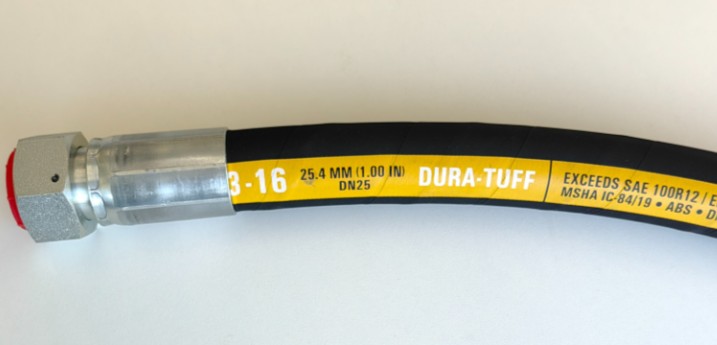 3-16
25.4 MM (1.00 IN)
DN25
DURA-TUFF
EXCEEDS SAE 100R12 / E
MSHA IC-84/19 • ABS • D